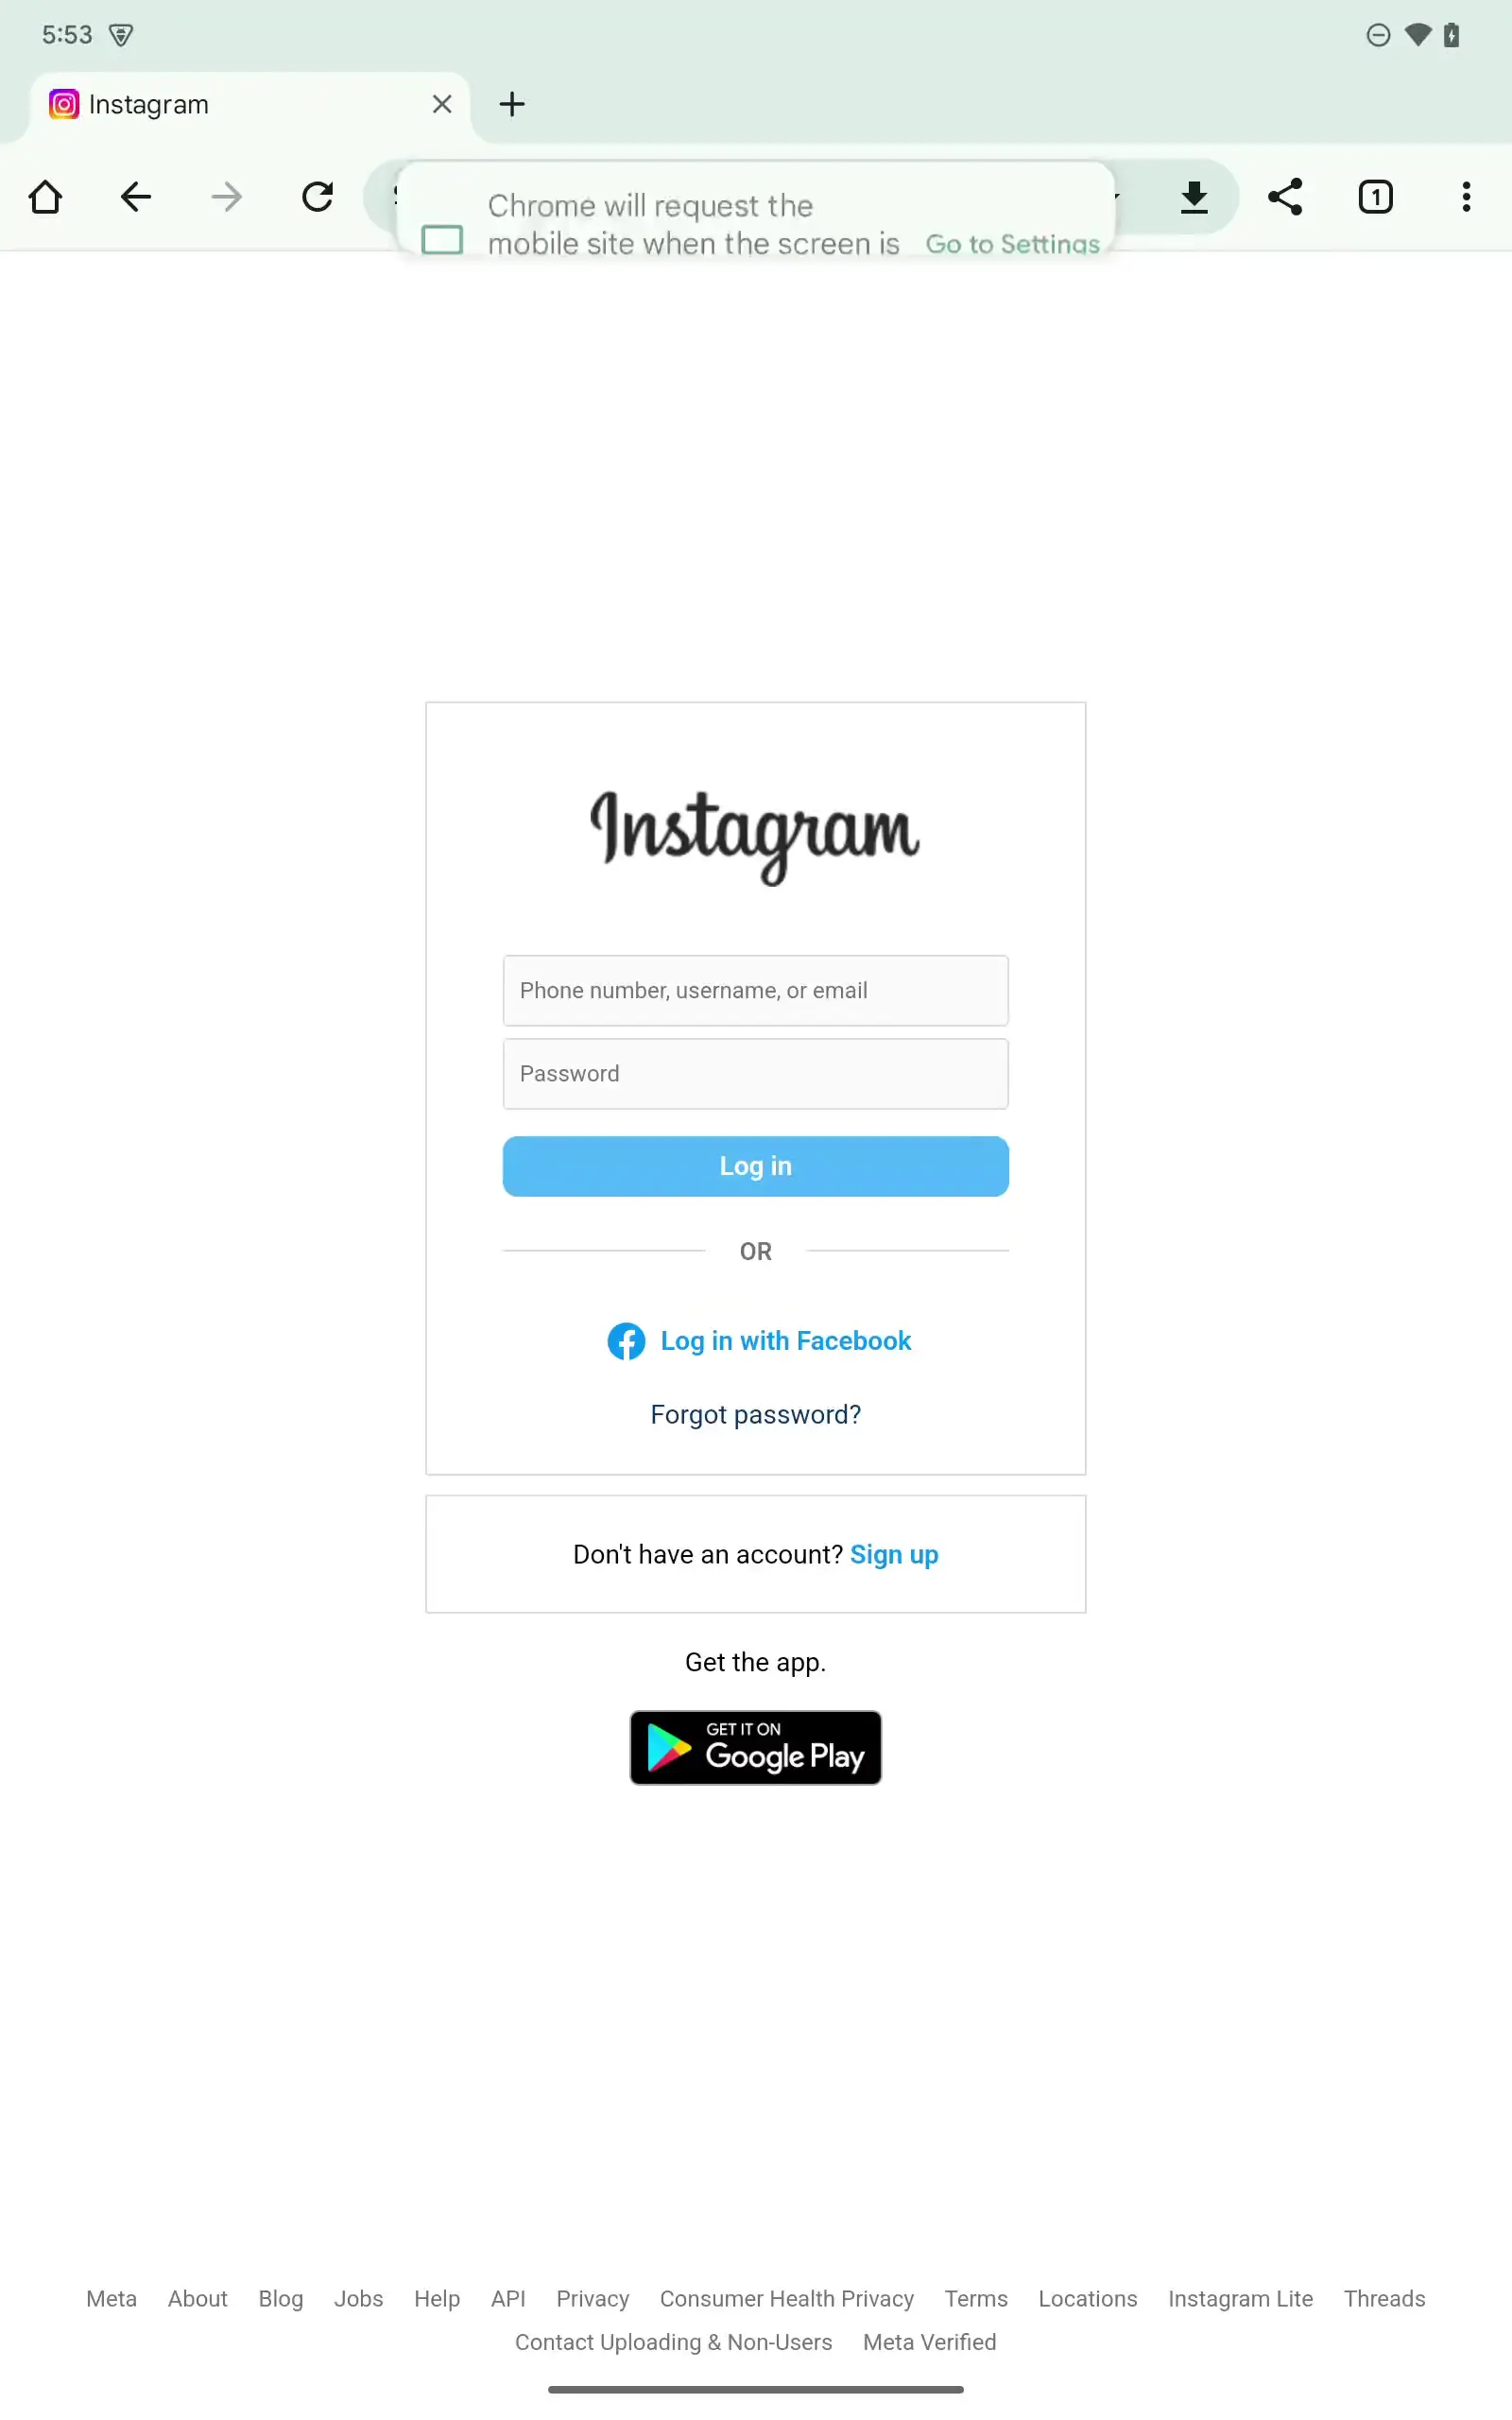 5:53
Instagram
1
Chrome will request the
mobile site when the screen is Go to Settings
Instagram
Phone number, username, or email
Password
Log in
OR
Log in with Facebook
Forgot password?
Don't have an account? Sign up
Get the app.
GET IT ON
Google Play
Meta About Blog Jobs Help API Privacy Consumer Health Privacy Terms Locations Instagram Lite Threads
Contact Uploading & Non-Users Meta Verified